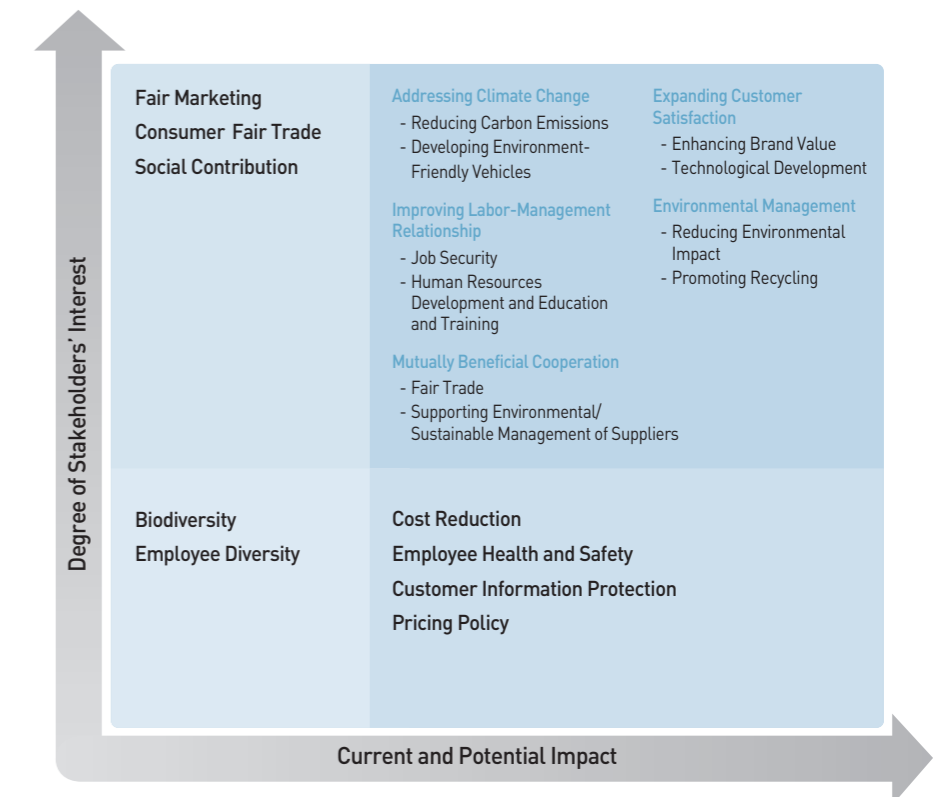 Degree of Stakeholders’ Interest
Fair Marketing
Consumer Fair Trade
Social Contribution
Addressing Climate Change
- Reducing Carbon Emissions
- Developing Environment-
Friendly Vehicles
Improving Labor-Management
Relationship
- Job Security
- Human Resources
Development and Education
and Training
Mutually Beneficial Cooperation
- Fair Trade
- Supporting Environmental/
Sustainable Management of Suppliers
Expanding Customer
Satisfaction
- Enhancing Brand Value
- Technological Development
Environmental Management
- Reducing Environmental
Impact
- Promoting Recycling
Biodiversity
Employee Diversity
Cost Reduction
Employee Health and Safety
Customer Information Protection
Pricing Policy
Current and Potential Impact